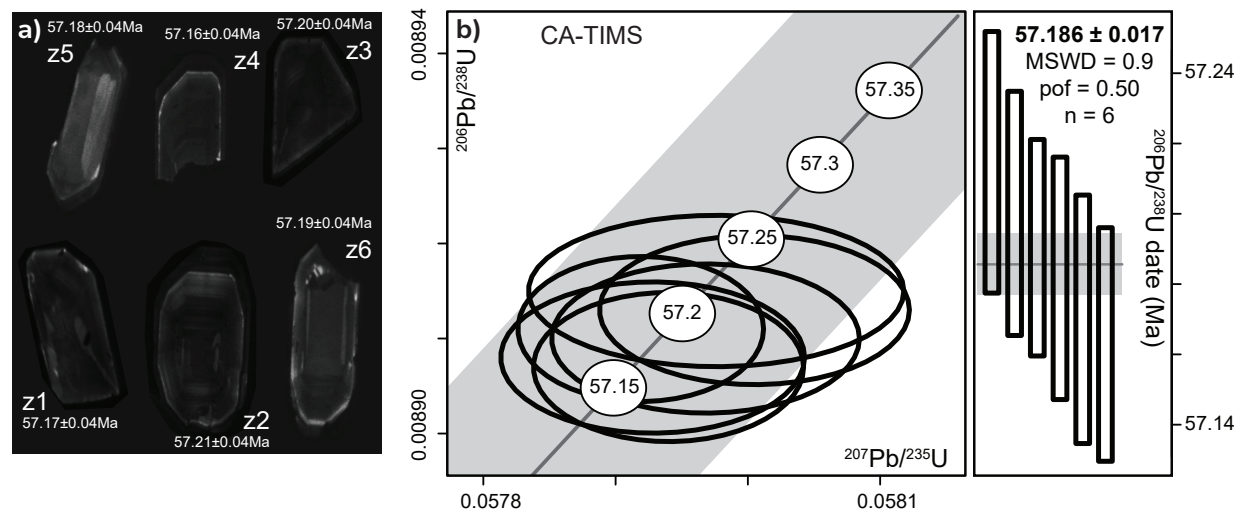 a)
57.18±0.04Ma
z5
57.16±0.04Ma
z4
57.20±0.04Ma
z3
z1
57.17±0.04Ma
z2
57.21±0.04Ma
57.19±0.04Ma
z6
b)
CA-TIMS
0.00894
0.00890
²⁰⁶Pb/²³⁸U
57.35
57.3
57.25
57.2
57.15
²⁰⁷Pb/²³⁵U
0.0578
0.0581
57.186 ± 0.017
MSWD = 0.9
pof = 0.50
n = 6
57.24
57.14
²⁰⁶Pb/²³⁸U date (Ma)